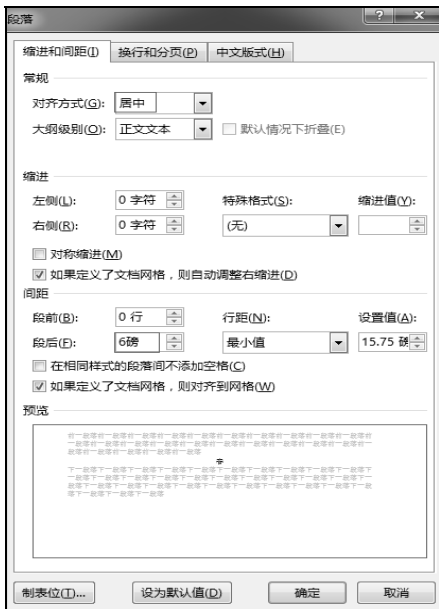 段落
缩进和间距(I) 换行和分页(P) 中文版式(H)
常规
对齐方式(G): 居中
大纲级别(O): 正文文本 默认情况下折叠(E)
缩进
左侧(L): 0 字符 特殊格式(S): 缩进值(Y):
右侧(R): 0 字符 (无)
对称缩进(M)
如果定义了文档网格，则自动调整右缩进(D)
间距
段前(B): 0 行 行距(N): 设置值(A):
段后(F): 6磅 最小值 15.75 磅
在相同样式的段落间不添加空格(C)
如果定义了文档网格，则对齐到网格(W)
预览
制表位(T)... 设为默认值(D) 确定 取消